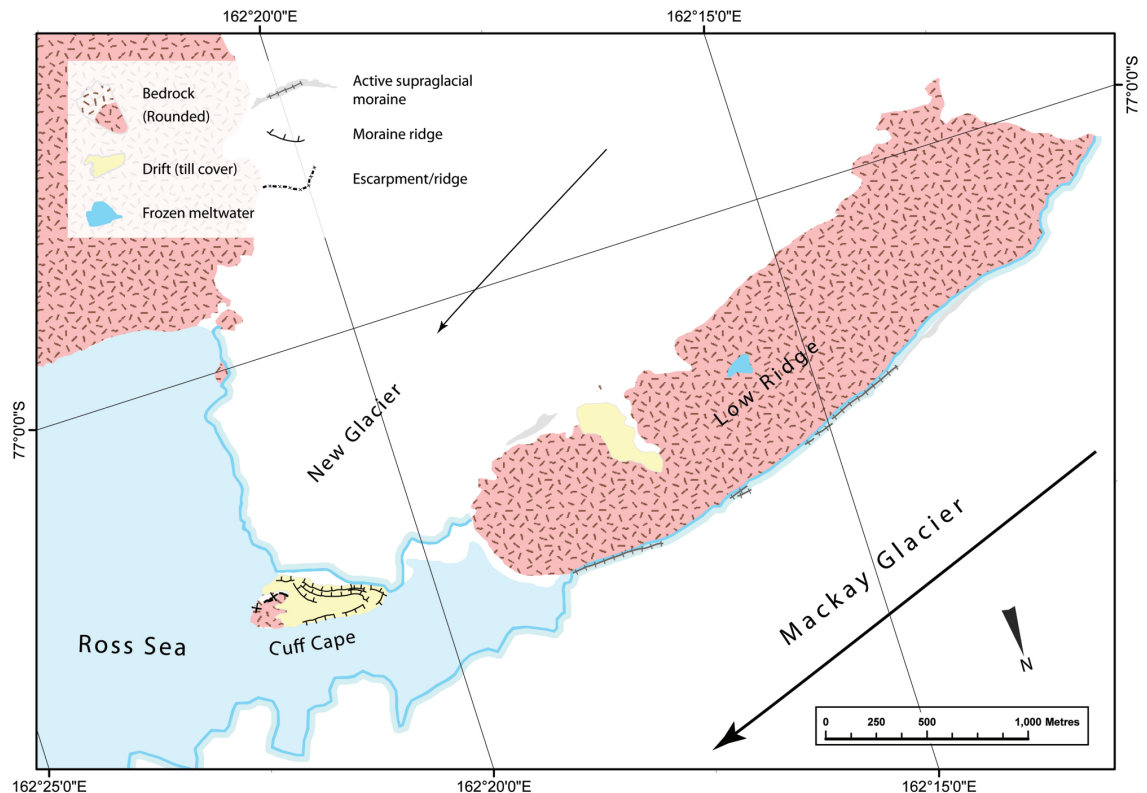 162°20'0"E
162°15'0"E
Bedrock
(Rounded)
Drift (till cover)
Frozen meltwater
Active supraglacial
moraine
Moraine ridge
Escarpment/ridge
77°0'0"S
77°0'0"S
New Glacier
Low Ridge
Mackay Glacier
Ross Sea
Cuff Cape
N
0 250 500 1,000 Metres
162°25'0"E
162°20'0"E
162°15'0"E